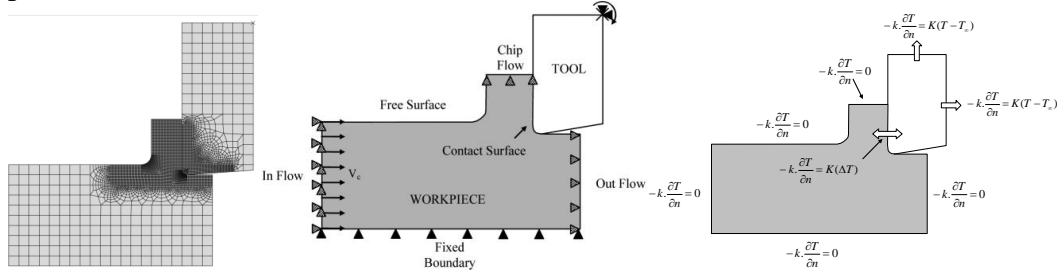 Chip
Flow
TOOL
Free Surface
Contact Surface
In Flow
V_c
Out Flow
WORKPIECE
Fixed
Boundary
-k.∂T/∂n = K(T - T_∞)
-k.∂T/∂n = 0
-k.∂T/∂n = K(T - T_∞)
-k.∂T/∂n = 0
-k.∂T/∂n = K(ΔT)
-k.∂T/∂n = 0
-k.∂T/∂n = 0
-k.∂T/∂n = 0